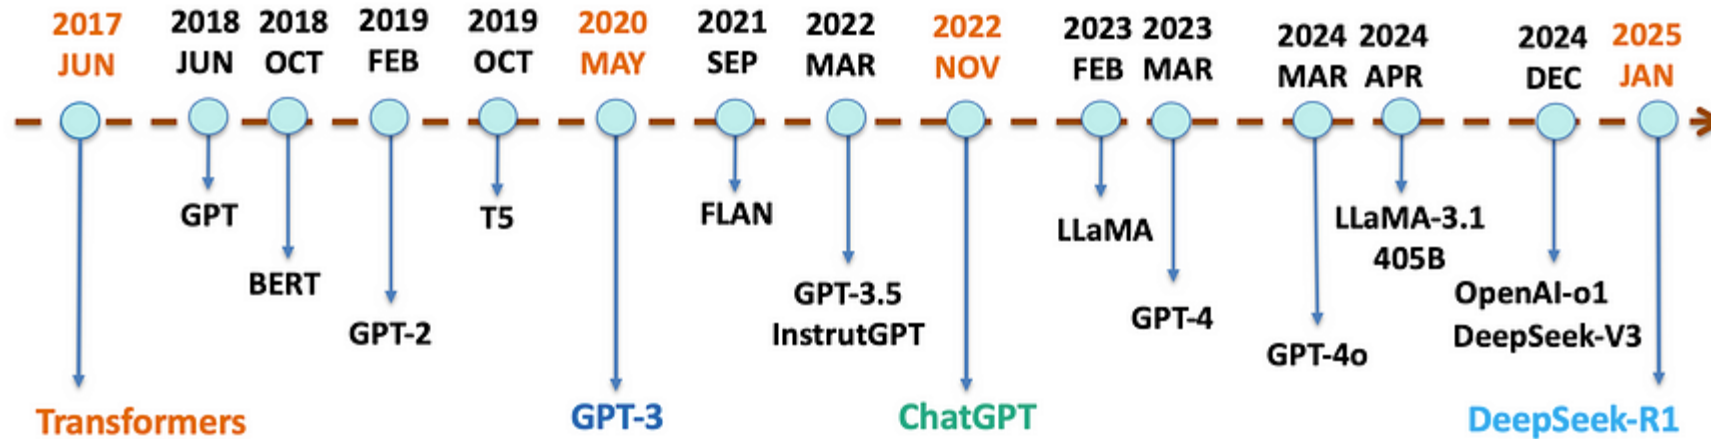 2017
JUN
2018
JUN
2018
OCT
2019
FEB
2019
OCT
2020
MAY
2021
SEP
2022
MAR
2022
NOV
2023
FEB
2023
MAR
2024
MAR
2024
APR
2024
DEC
2025
JAN
Transformers
GPT
BERT
GPT-2
T5
GPT-3
FLAN
GPT-3.5
InstrutGPT
ChatGPT
LLaMA
GPT-4
GPT-4o
LLaMA-3.1
405B
OpenAI-o1
DeepSeek-V3
DeepSeek-R1